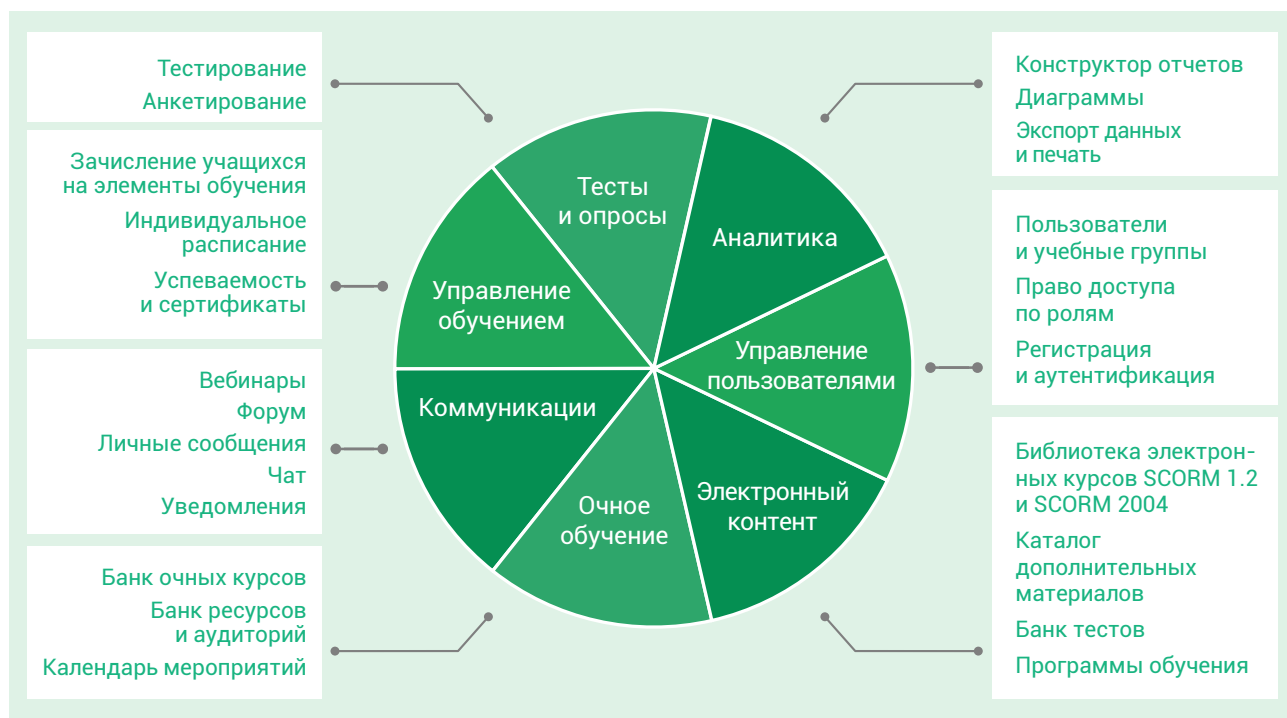 Тестирование
Анкетирование
Зачисление учащихся
на элементы обучения
Индивидуальное
расписание
Успеваемость
и сертификаты
Вебинары
Форум
Личные сообщения
Чат
Уведомления
Банк очных курсов
Банк ресурсов
и аудиторий
Календарь мероприятий
Тесты
и опросы
Аналитика
Управление
обучением
Управление
пользователями
Коммуникации
Электронный
контент
Очное
обучение
Конструктор отчетов
Диаграммы
Экспорт данных
и печать
Пользователи
и учебные группы
Право доступа
по ролям
Регистрация
и аутентификация
Библиотека электрон-
ных курсов SCORM 1.2
и SCORM 2004
Каталог
дополнительных
материалов
Банк тестов
Программы обучения